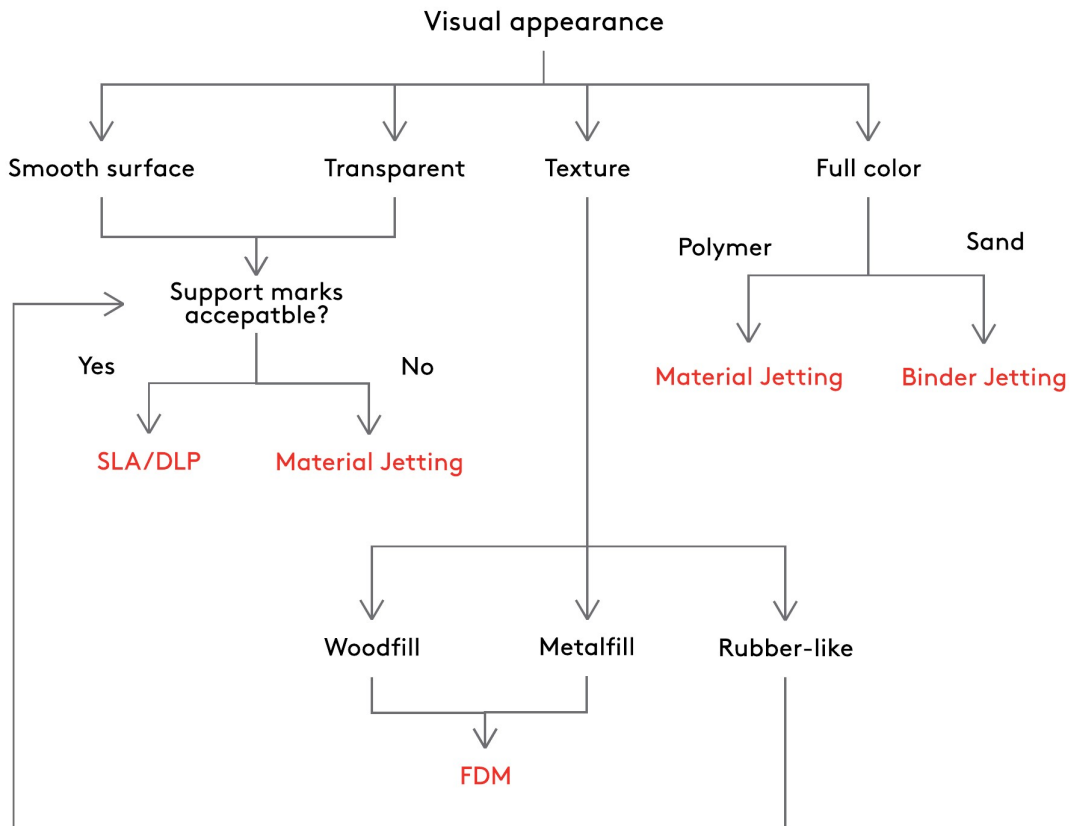 Visual appearance
Smooth surface
Transparent
Texture
Full color
Polymer
Sand
Support marks
accepatble?
Yes
No
Material Jetting
Binder Jetting
SLA/DLP
Material Jetting
Woodfill
Metalfill
Rubber-like
FDM